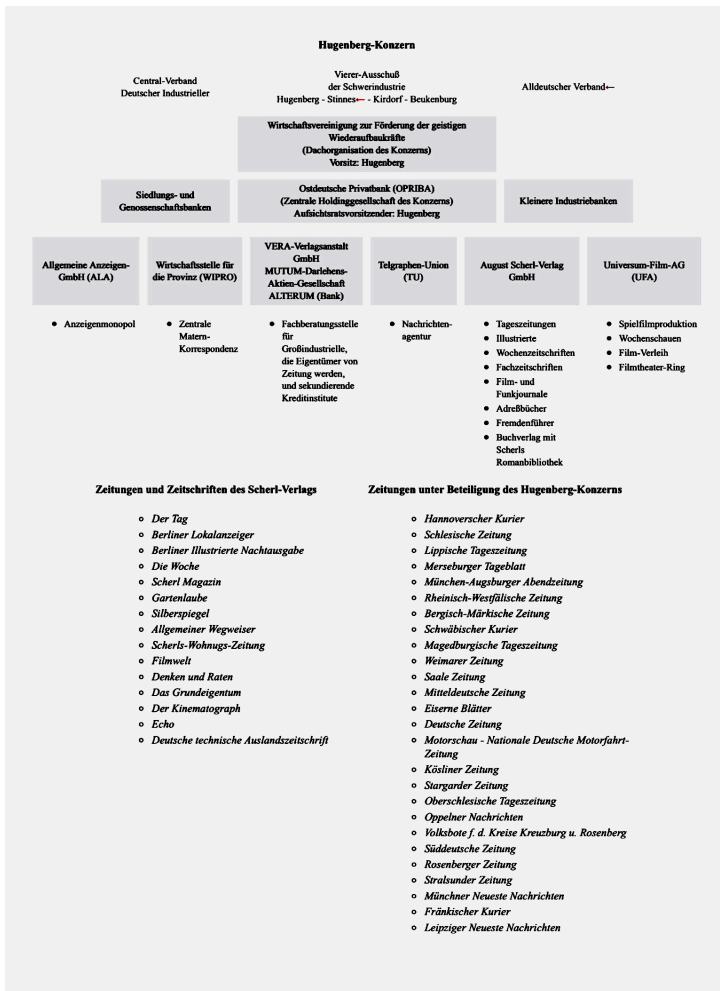 Hugenberg-Konzern
Central-Verband
Deutscher Industrieller
Vierer-Ausschuß
der Schwerindustrie
Hugenberg - Stinnes← - Kirdorf - Beukenburg
Alldeutscher Verband←
Wirtschaftsvereinigung zur Förderung der geistigen
Wiederaufbaukräfte
(Dachorganisation des Konzerns)
Vorsitz: Hugenberg
Siedlungs- und
Genossenschaftsbanken
Ostdeutsche Privatbank (OPRIBA)
(Zentrale Holdinggesellschaft des Konzerns)
Aufsichtsratsvorsitzender: Hugenberg
Kleinere Industriebanken
Allgemeine Anzeigen-
GmbH (ALA)
Wirtschaftsstelle für
die Provinz (WIPRO)
VERA-Verlagsanstalt
GmbH
MUTUM-Darlehens-
Aktien-Gesellschaft
ALTERUM (Bank)
Telgraphen-Union
(TU)
August Scherl-Verlag
GmbH
Universum-Film-AG
(UFA)
• Anzeigenmonopol
• Zentrale
Matern-
Korrespondenz
• Fachberatungsstelle
für
Großindustrielle,
die Eigentümer von
Zeitung werden,
und sekundierende
Kreditinstitute
• Nachrichten-
agentur
• Tageszeitungen
• Illustrierte
• Wochenzeitschriften
• Fachzeitschriften
• Film- und
Funkjournale
• Adreßbücher
• Fremdenführer
• Buchverlag mit
Scherls
Romanbibliothek
• Spielfilmproduktion
• Wochenschauen
• Film-Verleih
• Filmtheater-Ring
Zeitungen und Zeitschriften des Scherl-Verlags
Der Tag
Berliner Lokalanzeiger
Berliner Illustrierte Nachtausgabe
Die Woche
Scherl Magazin
Gartenlaube
Silberspiegel
Allgemeiner Wegweiser
Scherls-Wohnugs-Zeitung
Filmwelt
Denken und Raten
Das Grundeigentum
Der Kinematograph
Echo
Deutsche technische Auslandszeitschrift
Zeitungen unter Beteiligung des Hugenberg-Konzerns
Hannoverscher Kurier
Schlesische Zeitung
Lippische Tageszeitung
Merseburger Tageblatt
München-Augsburger Abendzeitung
Rheinisch-Westfälische Zeitung
Bergisch-Märkische Zeitung
Schwäbischer Kurier
Magedburgische Tageszeitung
Weimarer Zeitung
Saale Zeitung
Mitteldeutsche Zeitung
Eiserne Blätter
Deutsche Zeitung
Motorschau - Nationale Deutsche Motorfahrt-
Zeitung
Kösliner Zeitung
Stargarder Zeitung
Oberschlesische Tageszeitung
Oppelner Nachrichten
Volksbote f. d. Kreise Kreuzburg u. Rosenberg
Süddeutsche Zeitung
Rosenberger Zeitung
Stralsunder Zeitung
Münchner Neueste Nachrichten
Fränkischer Kurier
Leipziger Neueste Nachrichten